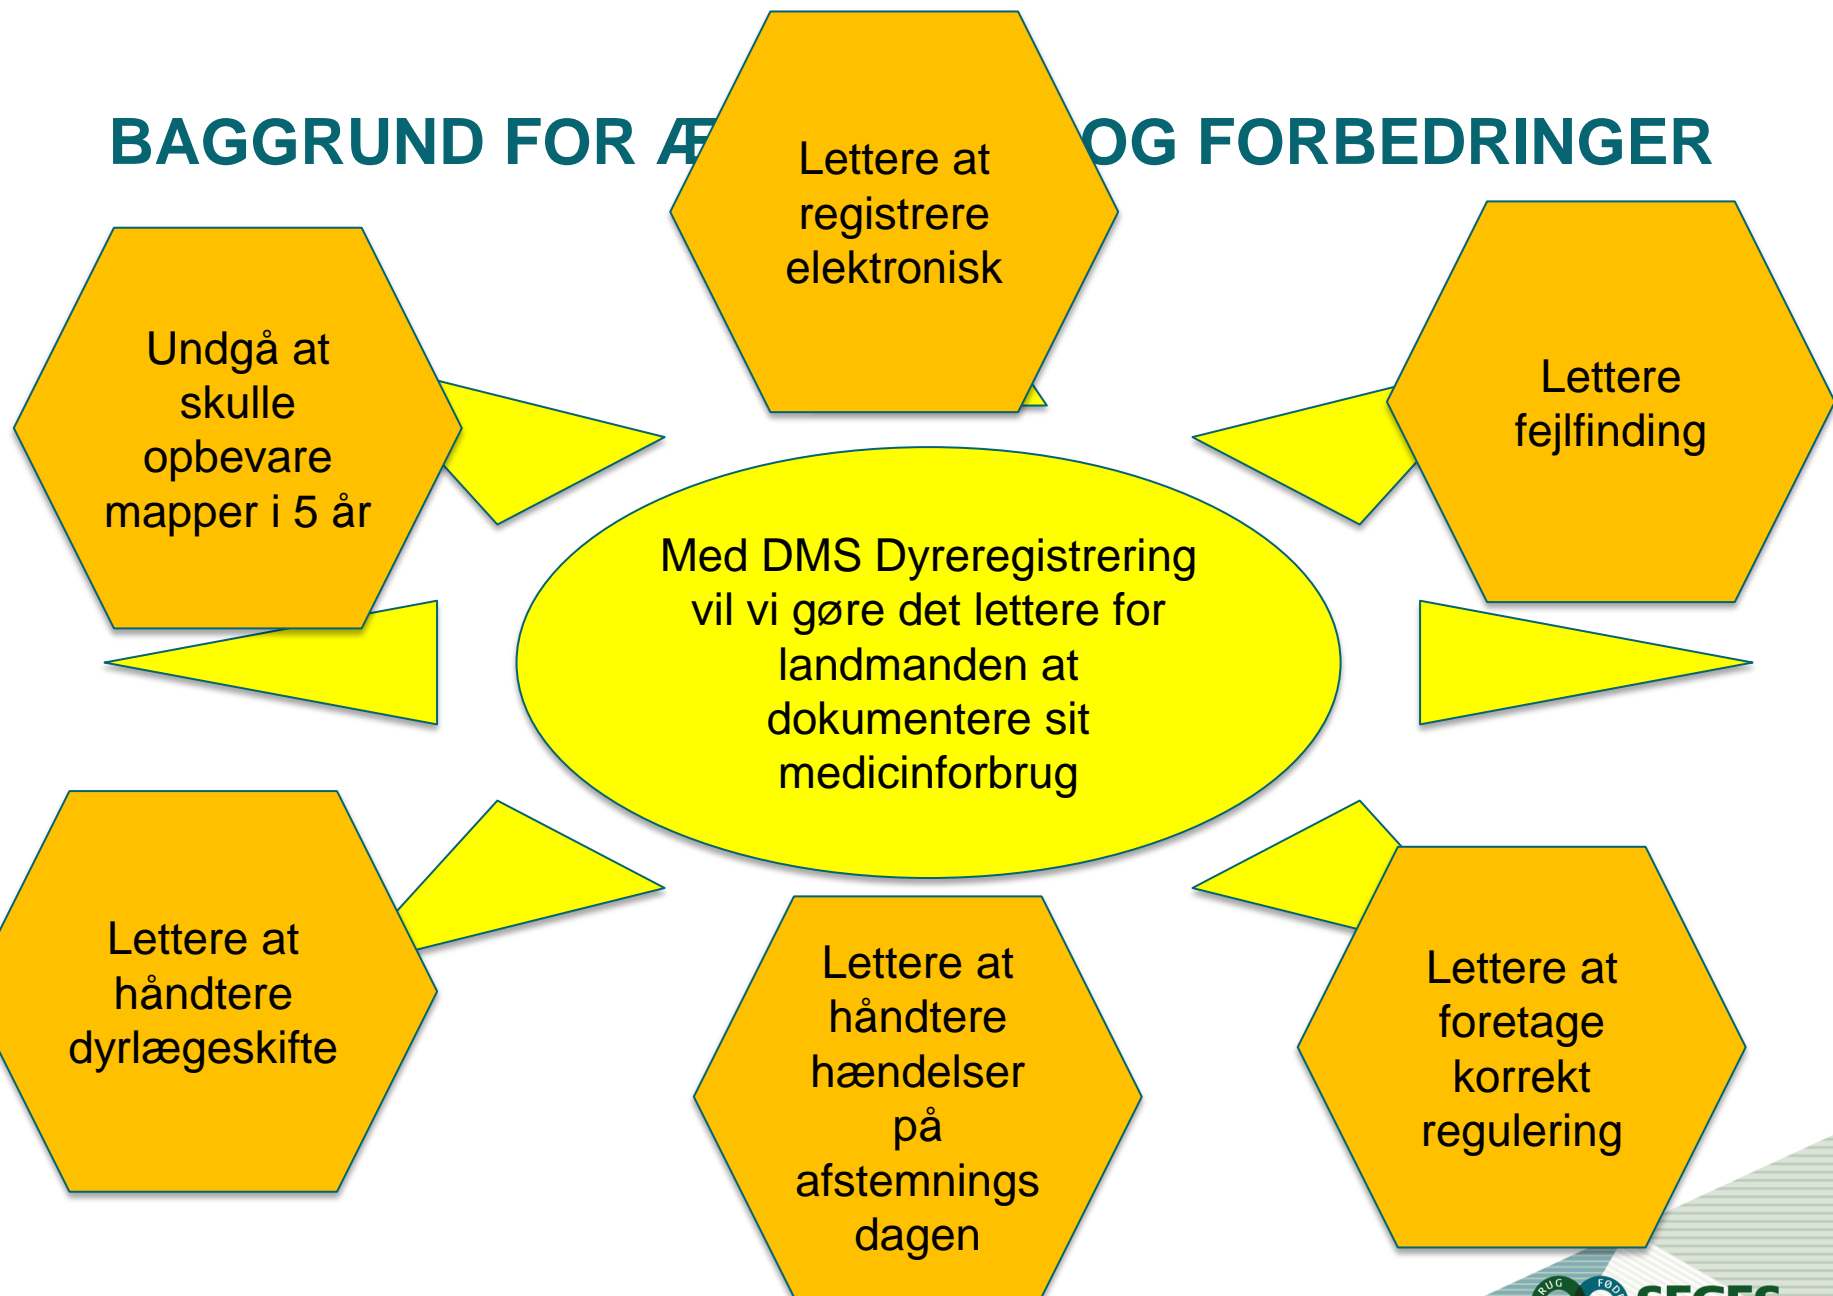 BAGGRUND FOR Æ OG FORBEDRINGER
Lettere at
registrere
elektronisk
Undgå at
skulle
opbevare
mapper i 5 år
Lettere
fejlfinding
Med DMS Dyreregistrering
vil vi gøre det lettere for
landmanden at
dokumentere sit
medicinforbrug
Lettere at
håndtere
dyrlægeskifte
Lettere at
håndtere
hændelser
på
afstemnings
dagen
Lettere at
foretage
korrekt
regulering
SEGES